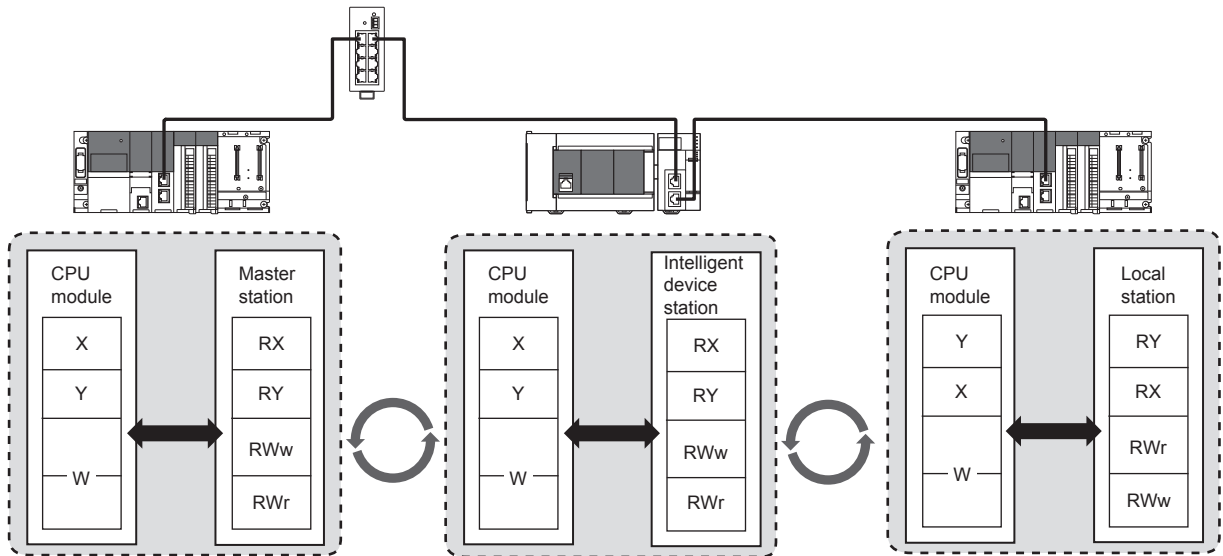 CPU
module
X
Y
W
Master
station
RX
RY
RWw
RWr
CPU
module
X
Y
W
Intelligent
device
station
RX
RY
RWw
RWr
CPU
module
Y
X
W
Local
station
RY
RX
RWr
RWw